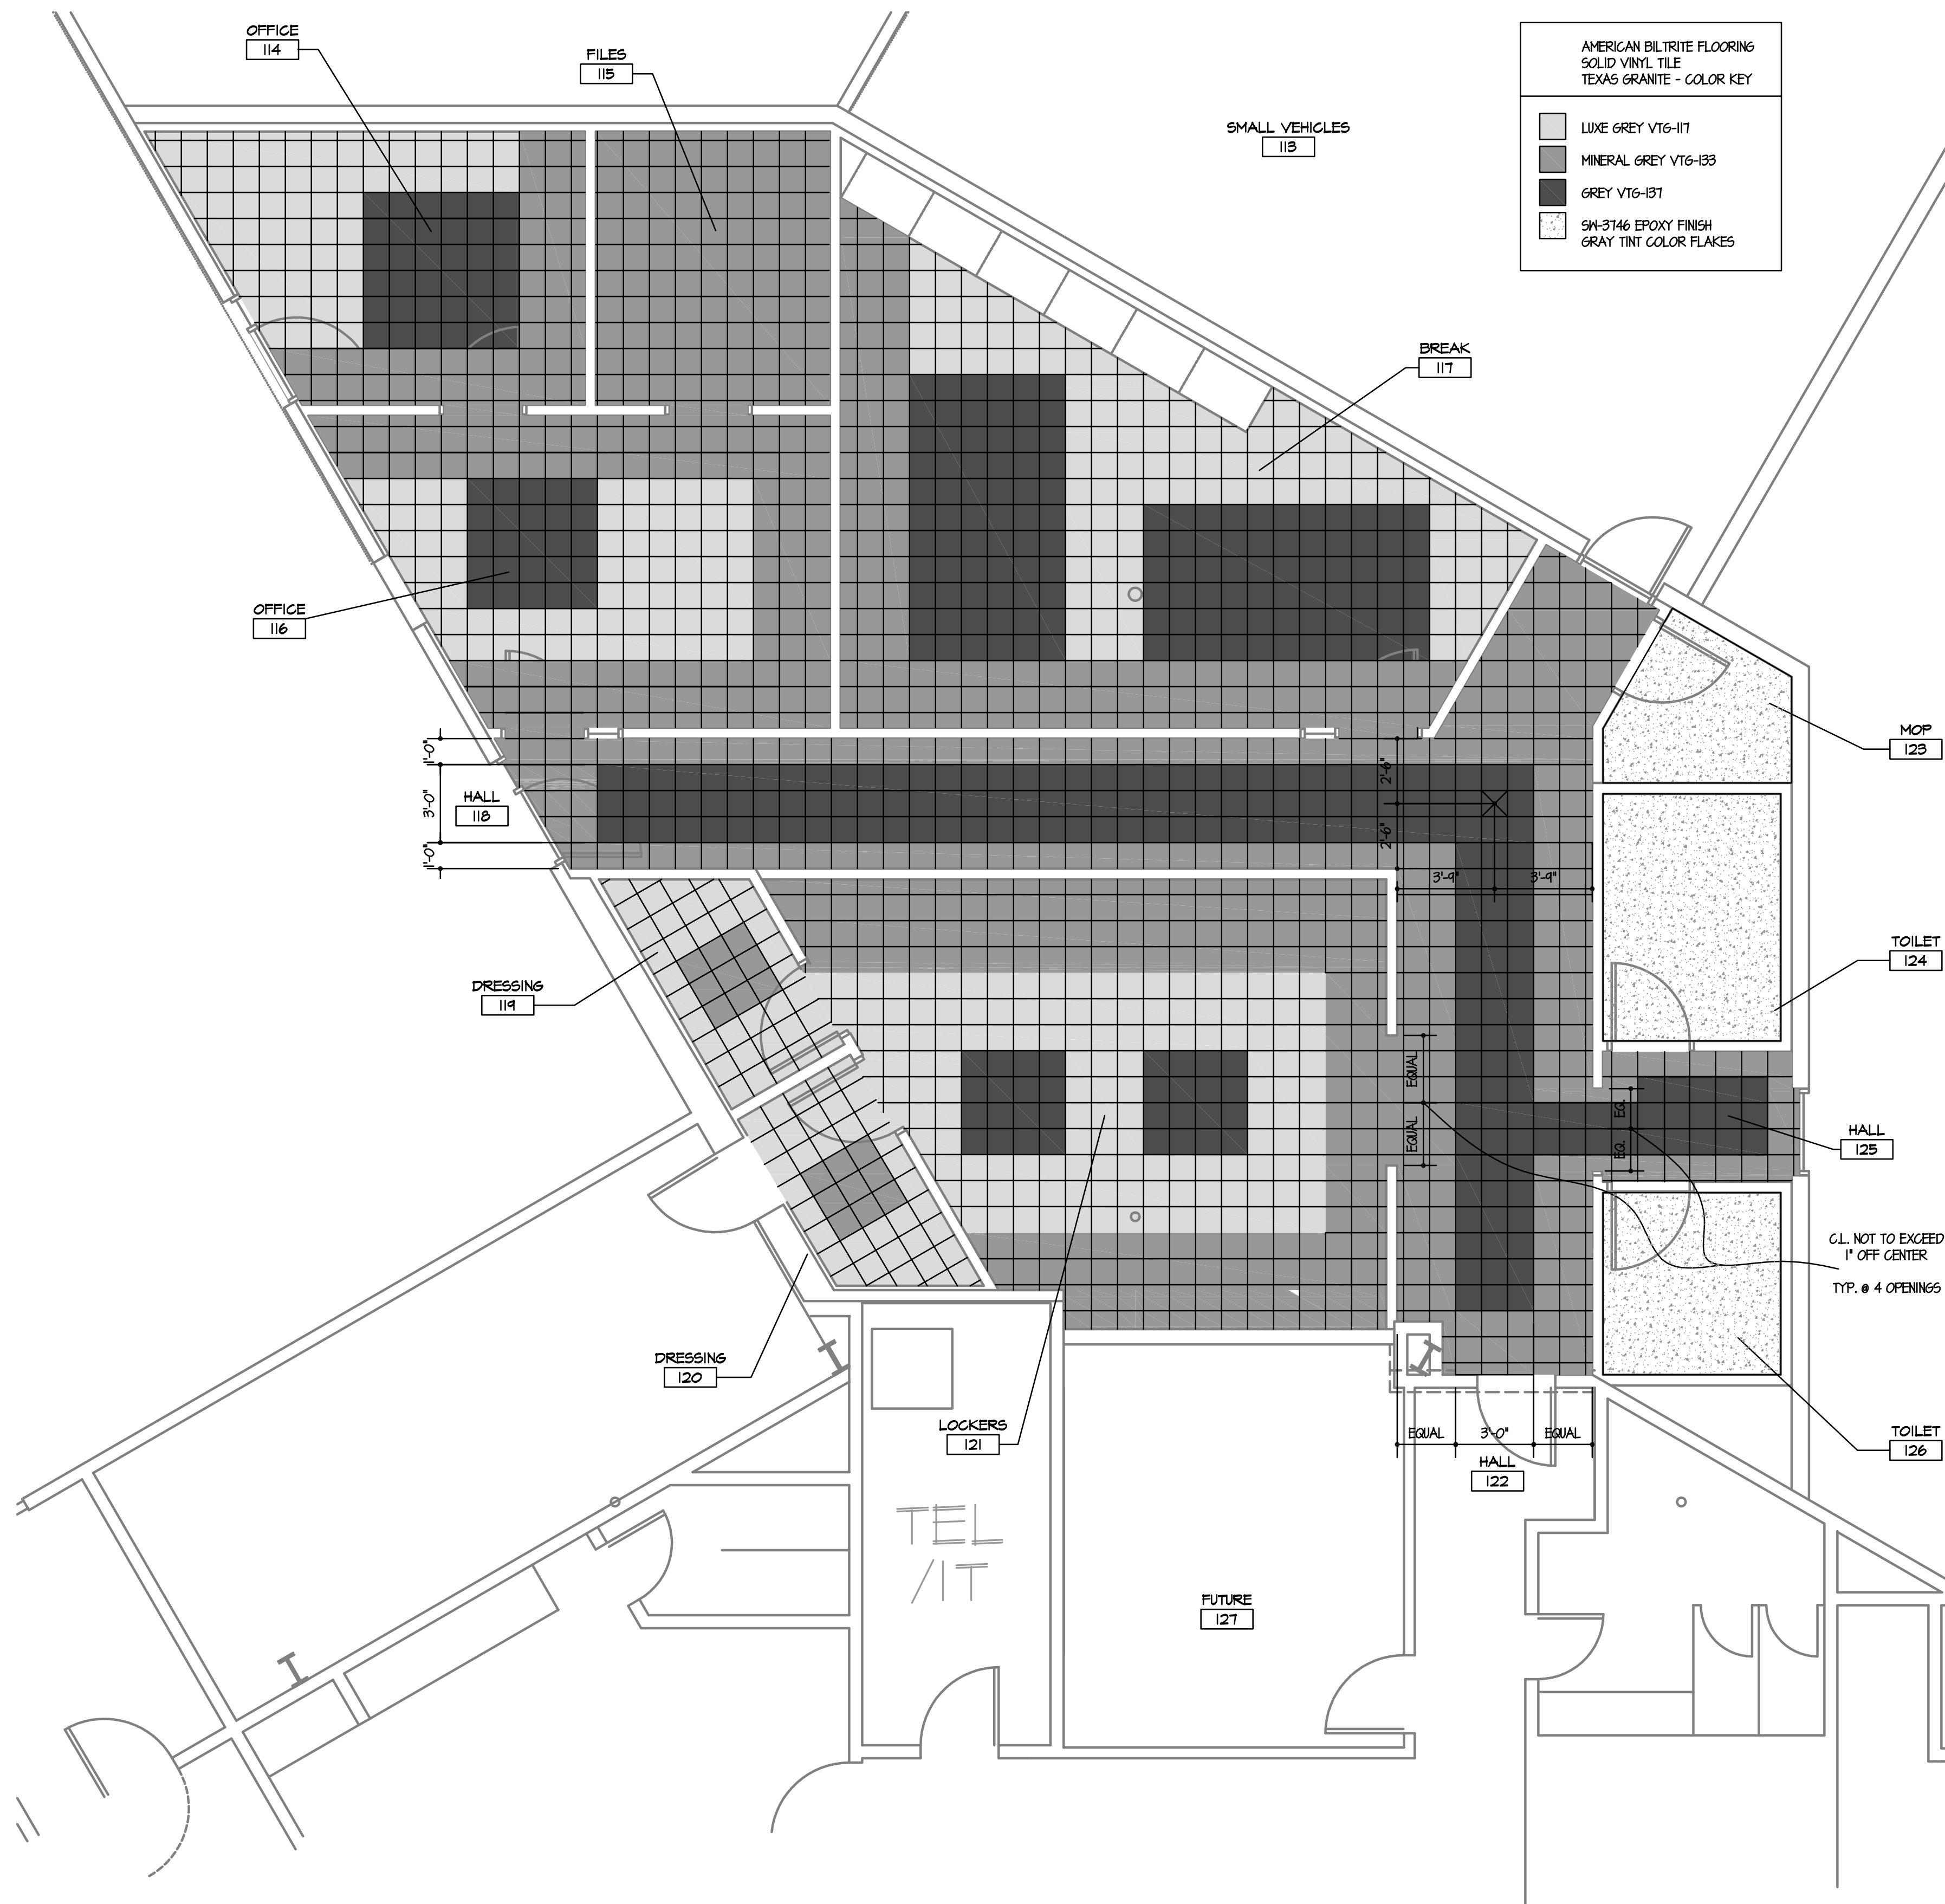 OFFICE
114
FILES
115
SMALL VEHICLES
113
AMERICAN BILTRITE FLOORING
SOLID VINYL TILE
TEXAS GRANITE - COLOR KEY
LUXE GREY VTG-117
MINERAL GREY VTG-133
GREY VTG-137
SW-3746 EPOXY FINISH
GRAY TINT COLOR FLAKES
BREAK
117
OFFICE
116
MOP
123
1'-0"
3'-0"
1'-0"
HALL
118
2'-6"
2'-6"
3'-9"
3'-9"
TOILET
124
DRESSING
119
EQUAL
EQUAL
EQ.
EQ.
HALL
125
C.L. NOT TO EXCEED
1" OFF CENTER
TYP. @ 4 OPENINGS
DRESSING
120
LOCKERS
121
EQUAL
3'-0"
EQUAL
HALL
122
TOILET
126
TEL
/IT
FUTURE
127